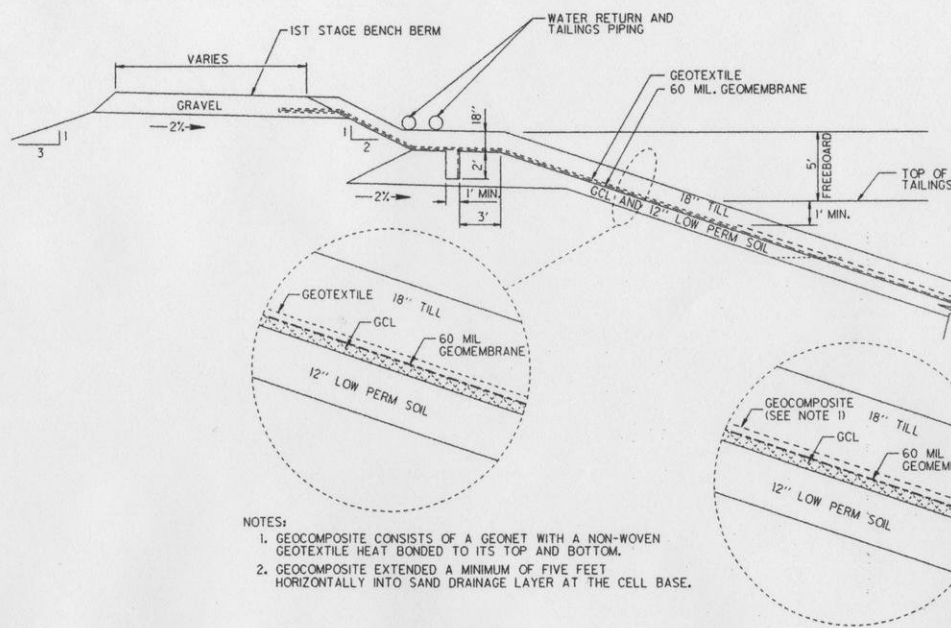 WATER RETURN AND
TAILINGS PIPING
1ST STAGE BENCH BERM
VARIES
GEOTEXTILE
60 MIL. GEOMEMBRANE
GRAVEL
2%
1
3
1
2
18"
2'
2%
1' MIN.
3'
5'
FREEBOARD
TOP OF
TAILINGS
1' MIN.
18" TILL
GCL AND 12" LOW PERM SOIL
GEOTEXTILE
18" TILL
GCL
60 MIL
GEOMEMBRANE
12" LOW PERM SOIL
GEOCOMPOSITE
(SEE NOTE 1)
18" TILL
GCL
60 MIL
GEOMEM
12" LOW PERM SOIL
NOTES:
1. GEOCOMPOSITE CONSISTS OF A GEONET WITH A NON-WOVEN
GEOTEXTILE HEAT BONDED TO ITS TOP AND BOTTOM.
2. GEOCOMPOSITE EXTENDED A MINIMUM OF FIVE FEET
HORIZONTALLY INTO SAND DRAINAGE LAYER AT THE CELL BASE.